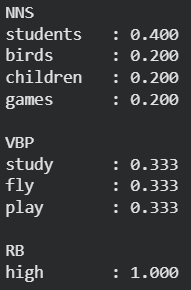 NNS
students : 0.400
birds : 0.200
children : 0.200
games : 0.200
VBP
study : 0.333
fly : 0.333
play : 0.333
RB
high : 1.000